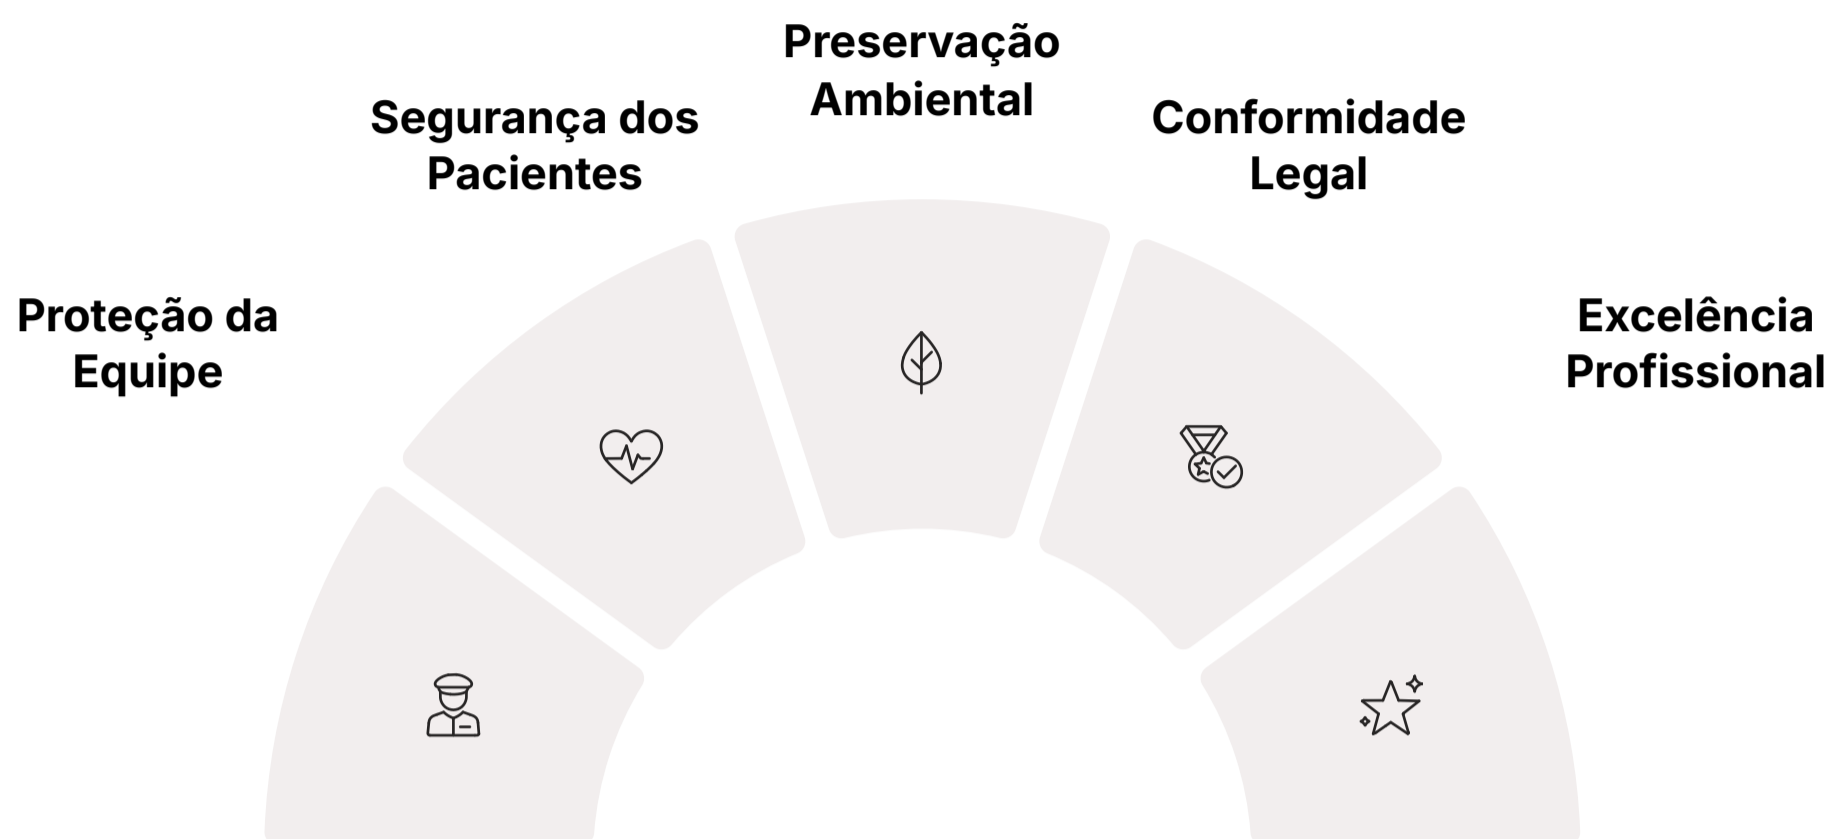 Preservação
Ambiental
Segurança dos
Pacientes
Conformidade
Legal
Proteção da
Equipe
Excelência
Profissional